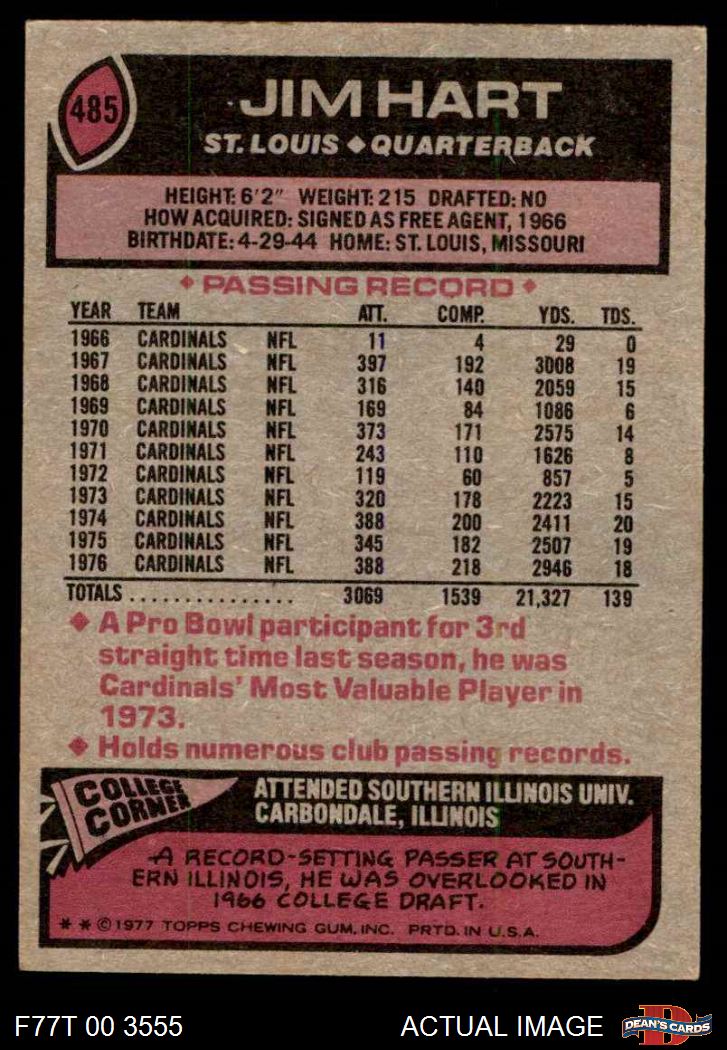 485
JIM HART
ST. LOUIS ◆ QUARTERBACK
HEIGHT: 6'2" WEIGHT: 215 DRAFTED: NO
HOW ACQUIRED: SIGNED AS FREE AGENT, 1966
BIRTHDATE: 4-29-44 HOME: ST. LOUIS, MISSOURI
◆ PASSING RECORD ◆
YEAR TEAM ATT. COMP. YDS. TDS.
1966 CARDINALS NFL 11 4 29 0
1967 CARDINALS NFL 397 192 3008 19
1968 CARDINALS NFL 316 140 2059 15
1969 CARDINALS NFL 169 84 1086 6
1970 CARDINALS NFL 373 171 2575 14
1971 CARDINALS NFL 243 110 1626 8
1972 CARDINALS NFL 119 60 857 5
1973 CARDINALS NFL 320 178 2223 15
1974 CARDINALS NFL 388 200 2411 20
1975 CARDINALS NFL 345 182 2507 19
1976 CARDINALS NFL 388 218 2946 18
TOTALS ............... 3069 1539 21,327 139
◆ A Pro Bowl participant for 3rd
straight time last season, he was
Cardinals' Most Valuable Player in
1973.
◆ Holds numerous club passing records.
COLLEGE
CORNER
ATTENDED SOUTHERN ILLINOIS UNIV.
CARBONDALE, ILLINOIS
A RECORD-SETTING PASSER AT SOUTH-
ERN ILLINOIS, HE WAS OVERLOOKED IN
1966 COLLEGE DRAFT.
* * © 1977 TOPPS CHEWING GUM, INC. PRTD. IN U.S.A.
F77T 00 3555
ACTUAL IMAGE
D
DEAN'S CARDS